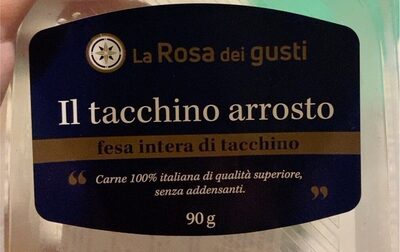 La Rosa dei gusti
Il tacchino arrosto
fesa intera di tacchino
“ Carne 100% italiana di qualità superiore,
senza addensanti. ”
90 g